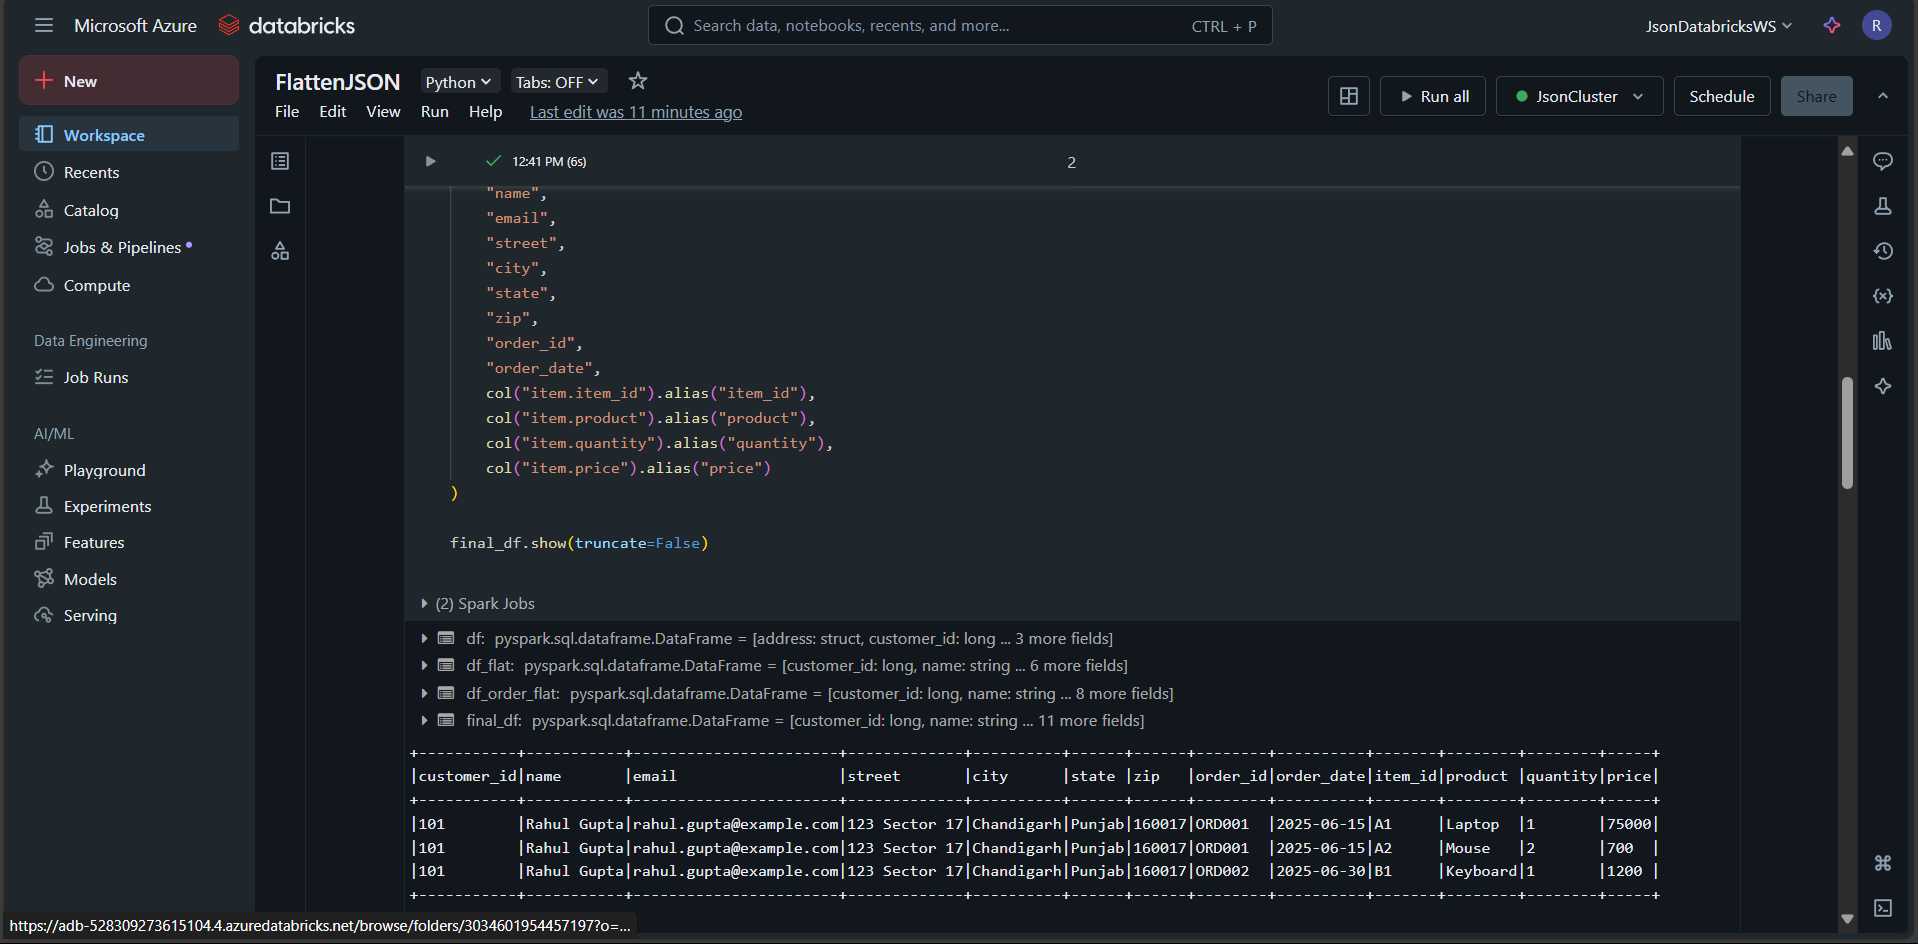 Microsoft Azure databricks
Search data, notebooks, recents, and more... CTRL + P
JsonDatabricksWS
R
New
Workspace
Recents
Catalog
Jobs & Pipelines
Compute
Data Engineering
Job Runs
AI/ML
Playground
Experiments
Features
Models
Serving
FlattenJSON Python Tabs: OFF
File Edit View Run Help Last edit was 11 minutes ago
Run all JsonCluster Schedule Share
12:41 PM (6s) 2
"name",
"email",
"street",
"city",
"state",
"zip",
"order_id",
"order_date",
col("item.item_id").alias("item_id"),
col("item.product").alias("product"),
col("item.quantity").alias("quantity"),
col("item.price").alias("price")
)
final_df.show(truncate=False)
(2) Spark Jobs
df: pyspark.sql.dataframe.DataFrame = [address: struct, customer_id: long ... 3 more fields]
df_flat: pyspark.sql.dataframe.DataFrame = [customer_id: long, name: string ... 6 more fields]
df_order_flat: pyspark.sql.dataframe.DataFrame = [customer_id: long, name: string ... 8 more fields]
final_df: pyspark.sql.dataframe.DataFrame = [customer_id: long, name: string ... 11 more fields]
+-----------+-----------+-----------------------+-------------+----------+------+------+--------+----------+-------+--------+--------+-----+
|customer_id|name       |email                  |street       |city      |state |zip   |order_id|order_date|item_id|product |quantity|price|
+-----------+-----------+-----------------------+-------------+----------+------+------+--------+----------+-------+--------+--------+-----+
|101        |Rahul Gupta|rahul.gupta@example.com|123 Sector 17|Chandigarh|Punjab|160017|ORD001  |2025-06-15|A1     |Laptop  |1       |75000|
|101        |Rahul Gupta|rahul.gupta@example.com|123 Sector 17|Chandigarh|Punjab|160017|ORD001  |2025-06-15|A2     |Mouse   |2       |700  |
|101        |Rahul Gupta|rahul.gupta@example.com|123 Sector 17|Chandigarh|Punjab|160017|ORD002  |2025-06-30|B1     |Keyboard|1       |1200 |
+-----------+-----------+-----------------------+-------------+----------+------+------+--------+----------+-------+--------+--------+-----+
https://adb-528309273615104.4.azuredatabricks.net/browse/folders/3034601954457197?o=...